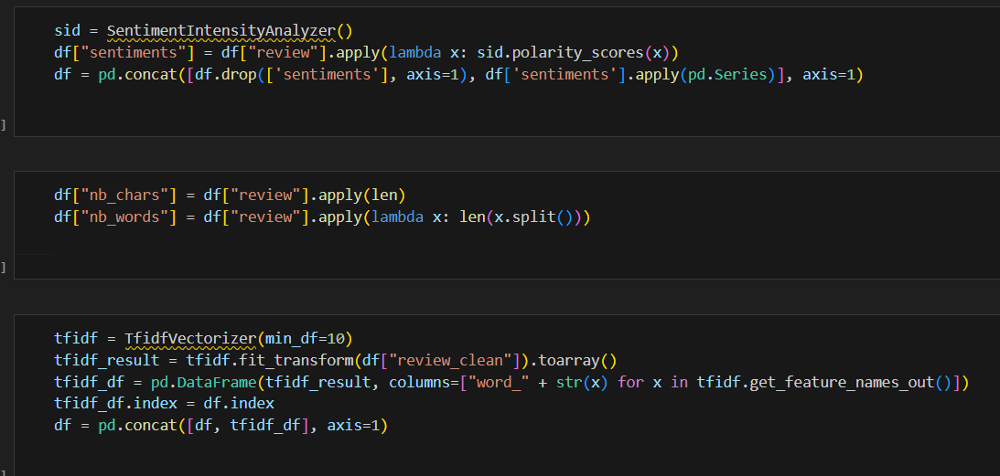 sid = SentimentIntensityAnalyzer()
df["sentiments"] = df["review"].apply(lambda x: sid.polarity_scores(x))
df = pd.concat([df.drop(['sentiments'], axis=1), df['sentiments'].apply(pd.Series)], axis=1)
]
df["nb_chars"] = df["review"].apply(len)
df["nb_words"] = df["review"].apply(lambda x: len(x.split()))
]
tfidf = TfidfVectorizer(min_df=10)
tfidf_result = tfidf.fit_transform(df["review_clean"]).toarray()
tfidf_df = pd.DataFrame(tfidf_result, columns=["word_" + str(x) for x in tfidf.get_feature_names_out()])
tfidf_df.index = df.index
df = pd.concat([df, tfidf_df], axis=1)
]